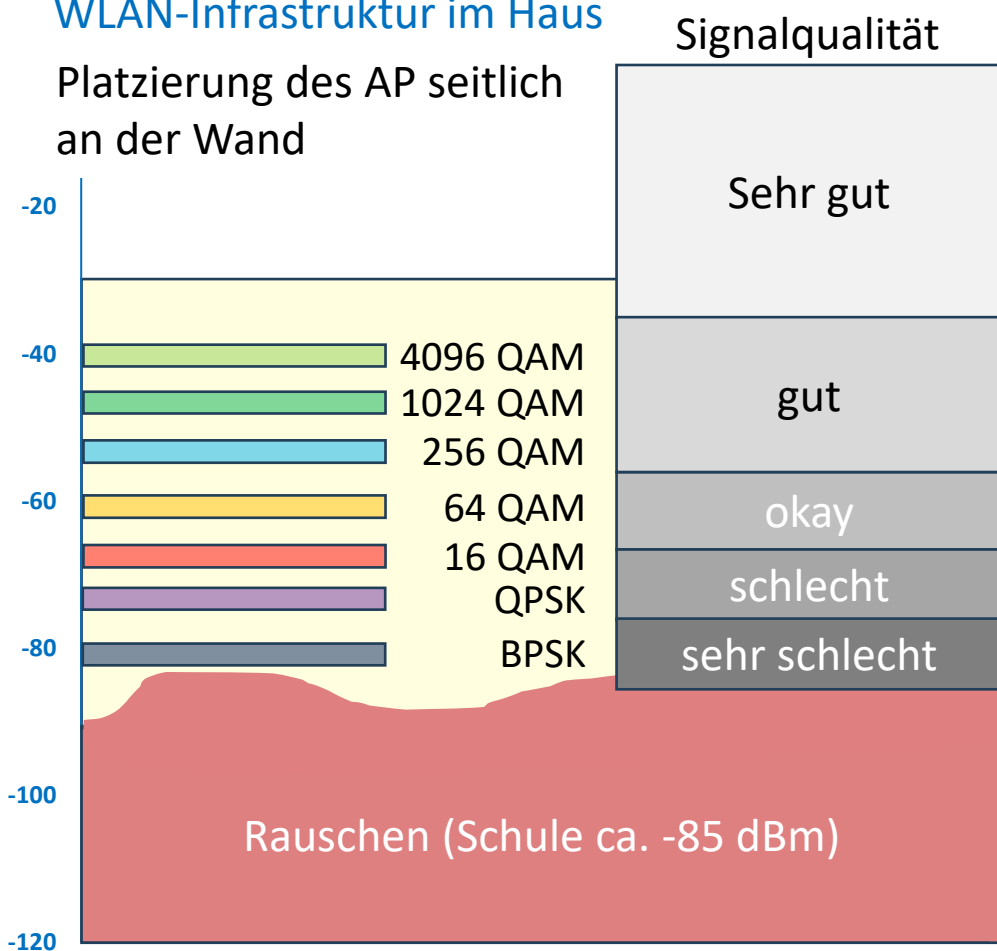 WLAN-Infrastruktur im Haus
Platzierung des AP seitlich
an der Wand
Signalqualität
Sehr gut
gut
okay
schlecht
sehr schlecht
-20
-40
-60
-80
-100
-120
4096 QAM
1024 QAM
256 QAM
64 QAM
16 QAM
QPSK
BPSK
Rauschen (Schule ca. -85 dBm)